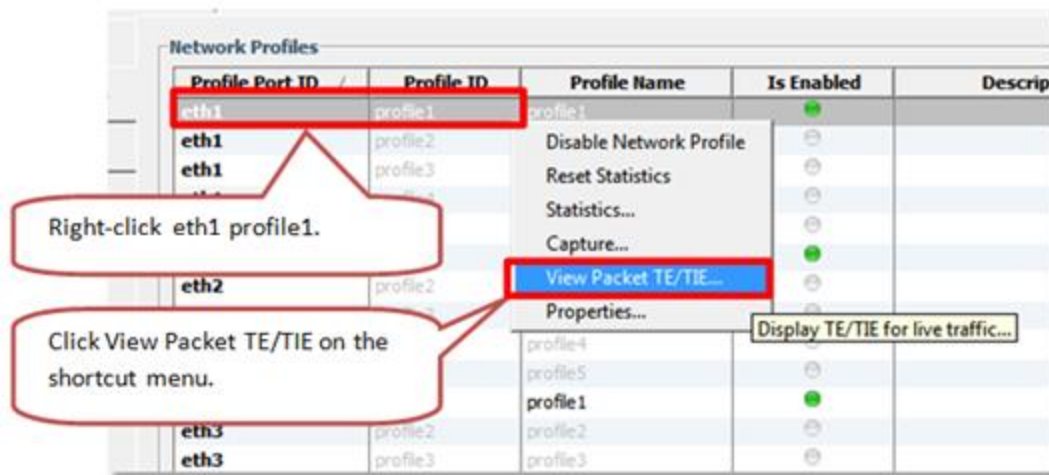 Network Profiles
Profile Port ID / Profile ID Profile Name Is Enabled Descrip
eth1 profile1 profile1
eth1 profile2
eth1 profile3
Disable Network Profile
Reset Statistics
Statistics...
Capture...
View Packet TE/TIE...
Properties...
Display TE/TIE for live traffic...
Right-click eth1 profile1.
eth2 profile2
Click View Packet TE/TIE on the
shortcut menu.
profile4
profile5
profile1
eth3 profile2 profile2
eth3 profile3 profile3